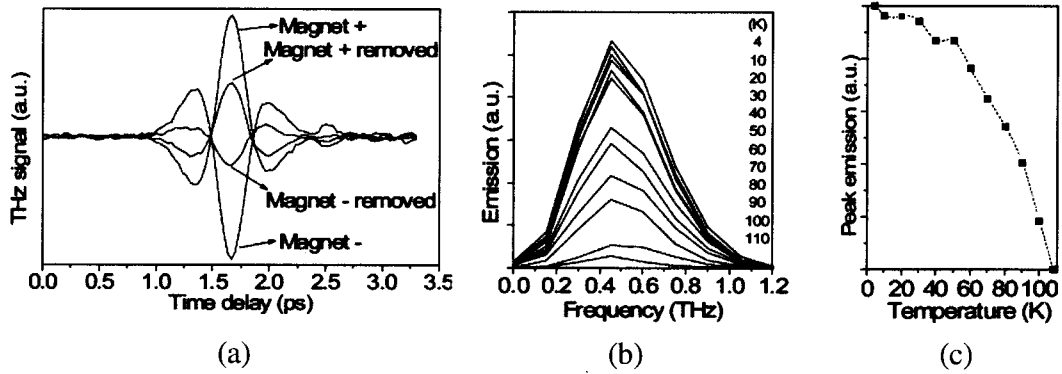 THz signal (a.u.)
Magnet +
Magnet + removed
Magnet - removed
Magnet -
0.0 0.5 1.0 1.5 2.0 2.5 3.0 3.5
Time delay (ps)
(a)
Emission (a.u.)
(K)
4
10
20
30
40
50
60
70
80
90
100
110
0.0 0.2 0.4 0.6 0.8 1.0 1.2
Frequency (THz)
(b)
Peak emission (a.u.)
0 20 40 60 80 100
Temperature (K)
(c)